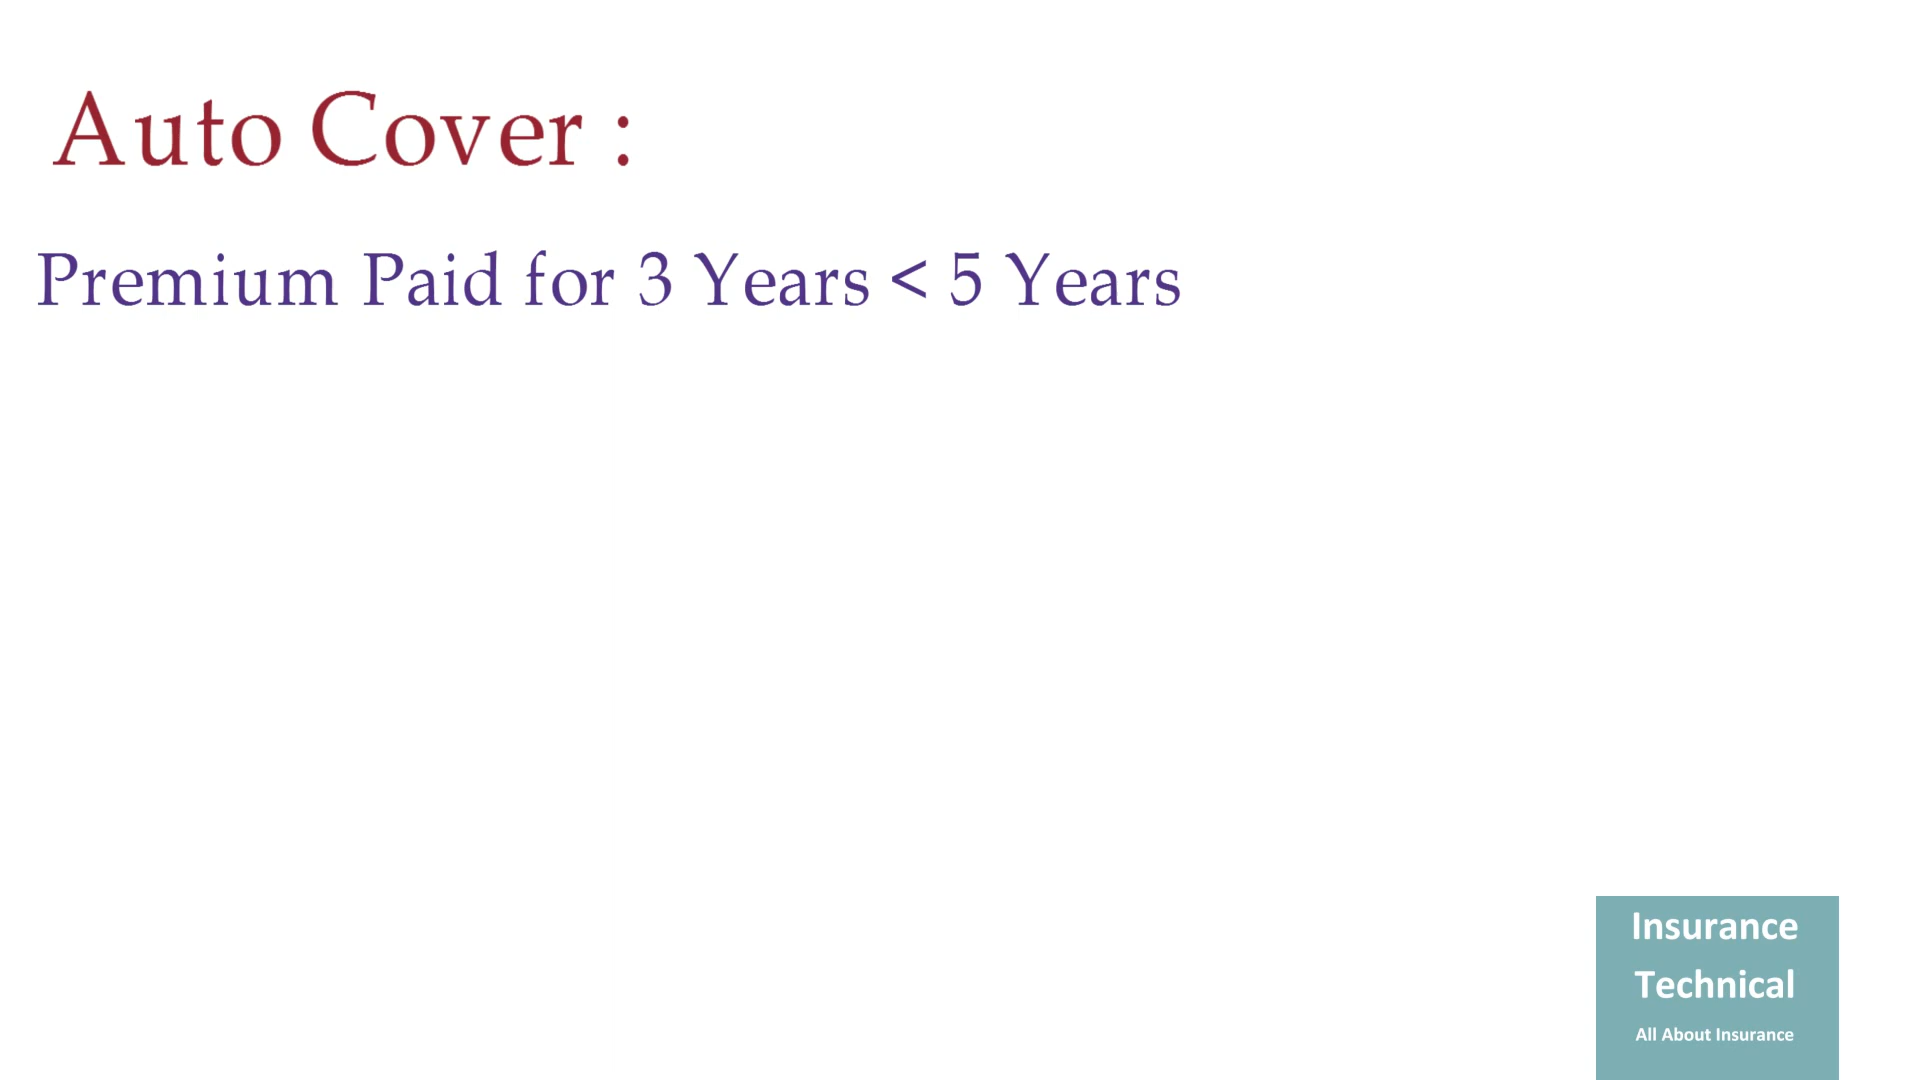 Auto Cover :
Premium Paid for 3 Years < 5 Years
Insurance
Technical
All About Insurance